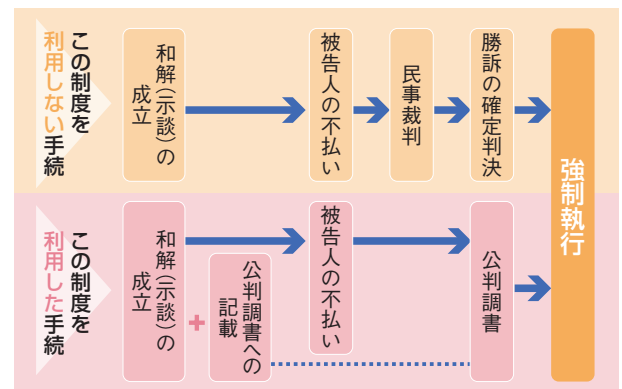 この制度を
利用しない手続
和解(示談)の
成立
被告人の不払い
民事裁判
勝訴の確定判決
強制執行
この制度を
利用した手続
和解(示談)の
成立
+
公判調書への
記載
被告人の不払い
公判調書